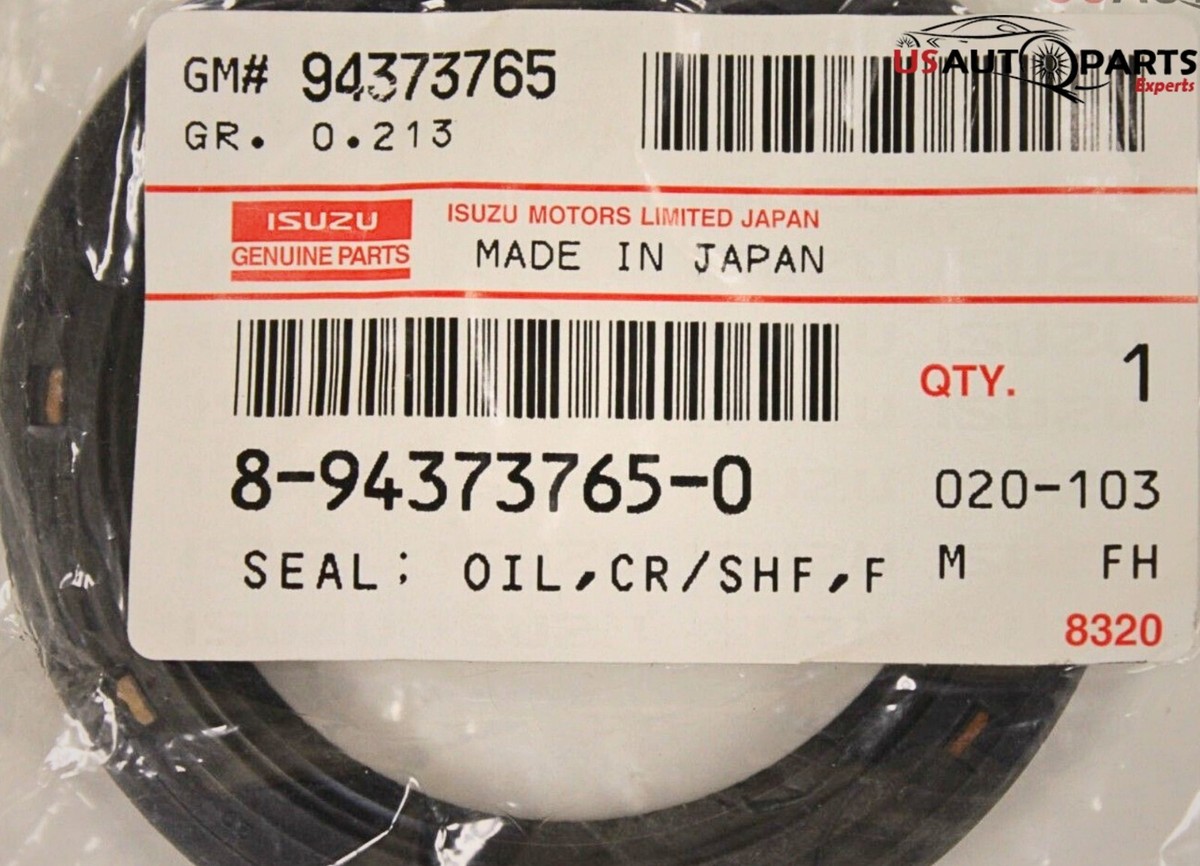 GM# 94373765
GR. 0.213
USAUTOPARTS
Experts
ISUZU
GENUINE PARTS
ISUZU MOTORS LIMITED JAPAN
MADE IN JAPAN
QTY. 1
8-94373765-0
020-103
SEAL; OIL,CR/SHF,F
M FH
8320